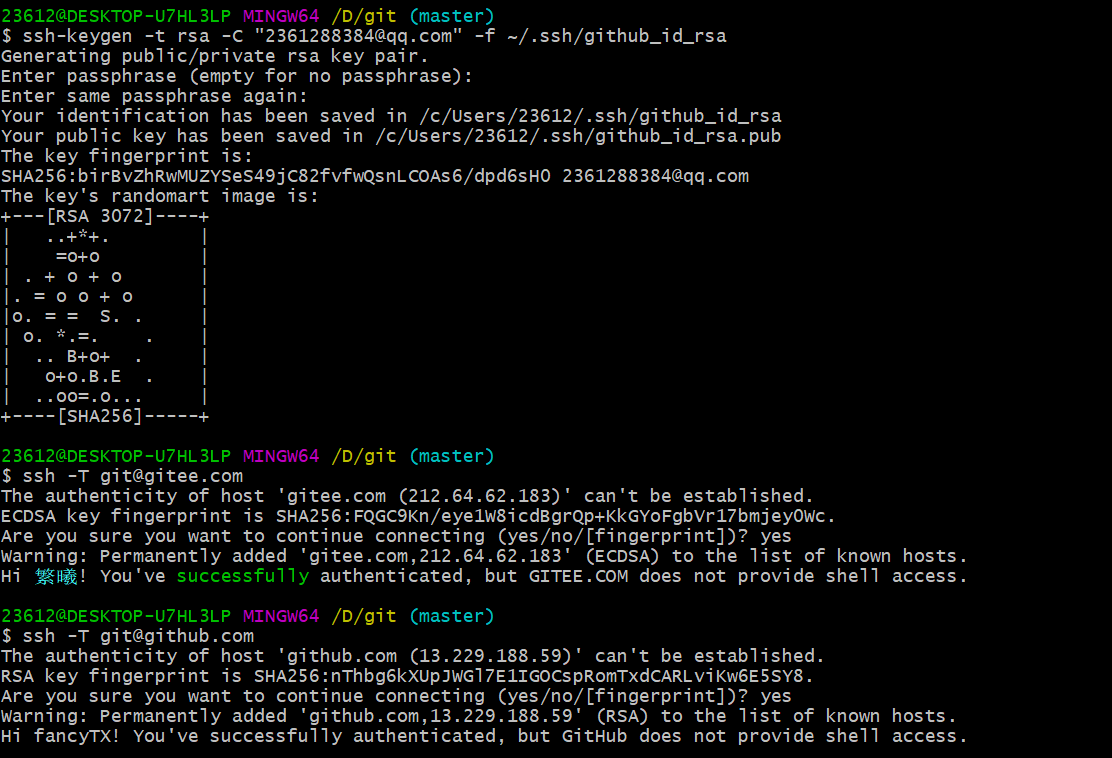 23612@DESKTOP-U7HL3LP MINGW64 /D/git (master)
$ ssh-keygen -t rsa -C "2361288384@qq.com" -f ~/.ssh/github_id_rsa
Generating public/private rsa key pair.
Enter passphrase (empty for no passphrase):
Enter same passphrase again:
Your identification has been saved in /c/Users/23612/.ssh/github_id_rsa
Your public key has been saved in /c/Users/23612/.ssh/github_id_rsa.pub
The key fingerprint is:
SHA256:birBvZhRwMUZYSeS49jC82fvfwQsnLCOAs6/dpd6sH0 2361288384@qq.com
The key's randomart image is:
+---[RSA 3072]----+
|   ..+*+.        |
|    =o+o         |
| . + o + o       |
|. = o o + o      |
|o. = =  S. .     |
| o. *.=.    .    |
|  .. B+o+  .     |
|   o+o.B.E  .    |
|  ..oo=.o...     |
+----[SHA256]-----+
23612@DESKTOP-U7HL3LP MINGW64 /D/git (master)
$ ssh -T git@gitee.com
The authenticity of host 'gitee.com (212.64.62.183)' can't be established.
ECDSA key fingerprint is SHA256:FQGC9Kn/eye1W8icdBgrQp+KkGYoFgbVr17bmjey0Wc.
Are you sure you want to continue connecting (yes/no/[fingerprint])? yes
Warning: Permanently added 'gitee.com,212.64.62.183' (ECDSA) to the list of known hosts.
Hi 繁曦! You've successfully authenticated, but GITEE.COM does not provide shell access.
23612@DESKTOP-U7HL3LP MINGW64 /D/git (master)
$ ssh -T git@github.com
The authenticity of host 'github.com (13.229.188.59)' can't be established.
RSA key fingerprint is SHA256:nThbg6kXUpJWGl7E1IGOCspRomTxdCARLviKw6E5SY8.
Are you sure you want to continue connecting (yes/no/[fingerprint])? yes
Warning: Permanently added 'github.com,13.229.188.59' (RSA) to the list of known hosts.
Hi fancyTX! You've successfully authenticated, but GitHub does not provide shell access.